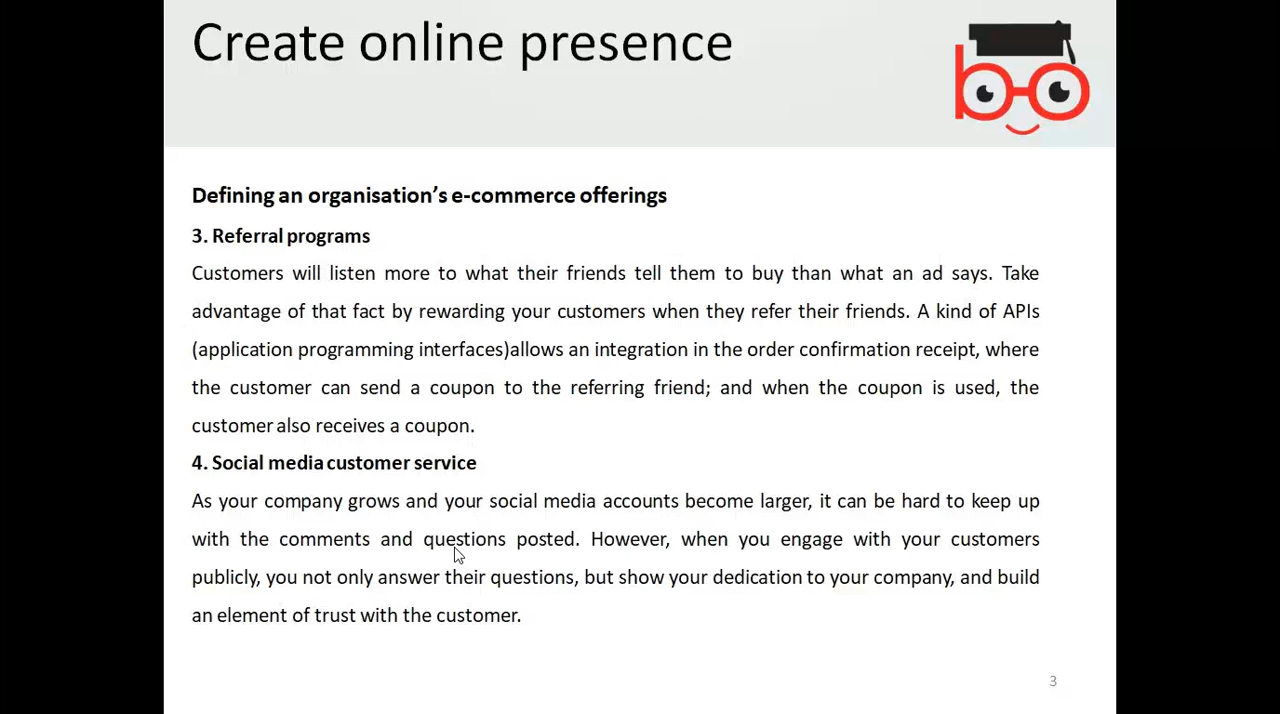 Create online presence
Defining an organisation's e-commerce offerings
3. Referral programs
Customers will listen more to what their friends tell them to buy than what an ad says. Take
advantage of that fact by rewarding your customers when they refer their friends. A kind of APIs
(application programming interfaces)allows an integration in the order confirmation receipt, where
the customer can send a coupon to the referring friend; and when the coupon is used, the
customer also receives a coupon.
4. Social media customer service
As your company grows and your social media accounts become larger, it can be hard to keep up
with the comments and questions posted. However, when you engage with your customers
publicly, you not only answer their questions, but show your dedication to your company, and build
an element of trust with the customer.
3